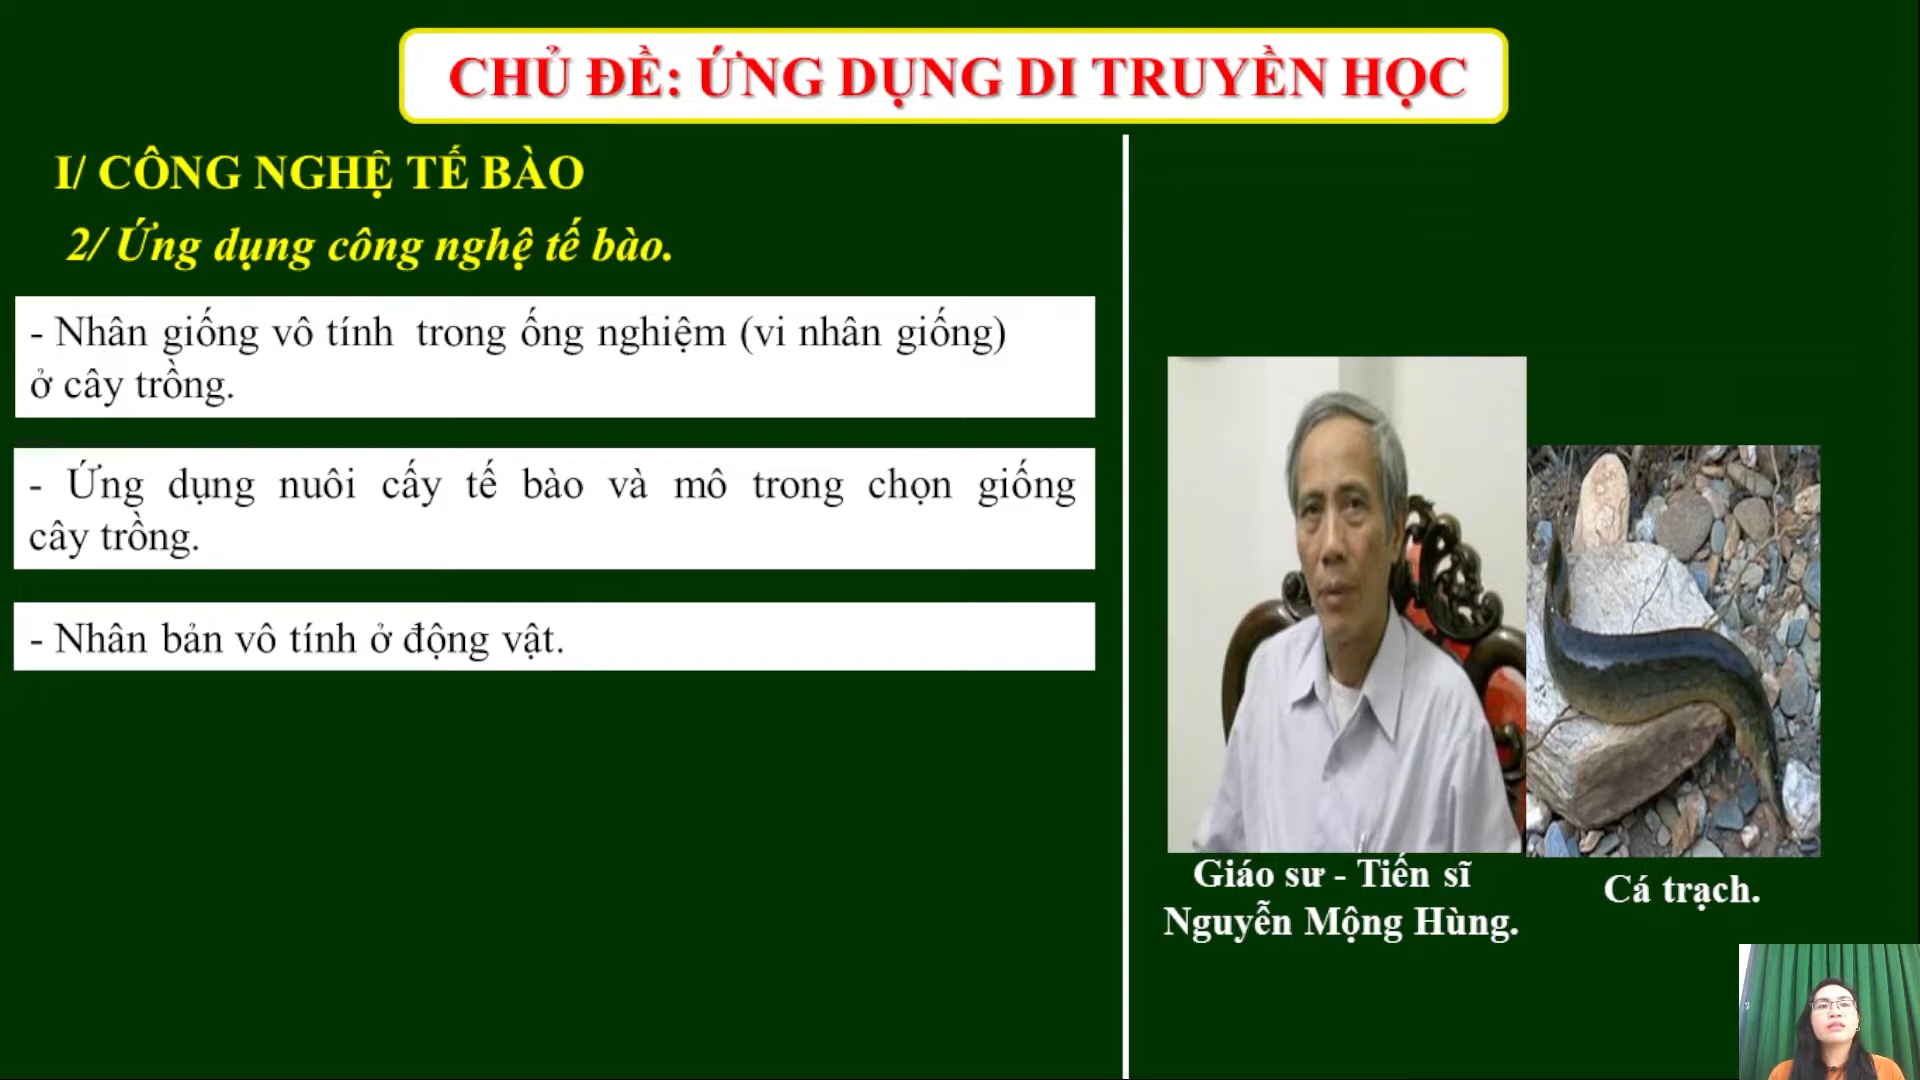 CHỦ ĐỀ: ỨNG DỤNG DI TRUYỀN HỌC
I/ CÔNG NGHỆ TẾ BÀO
2/ Ứng dụng công nghệ tế bào.
- Nhân giống vô tính trong ống nghiệm (vi nhân giống)
ở cây trồng.
- Ứng dụng nuôi cấy tế bào và mô trong chọn giống
cây trồng.
- Nhân bản vô tính ở động vật.
Giáo sư - Tiến sĩ
Nguyễn Mộng Hùng.
Cá trạch.